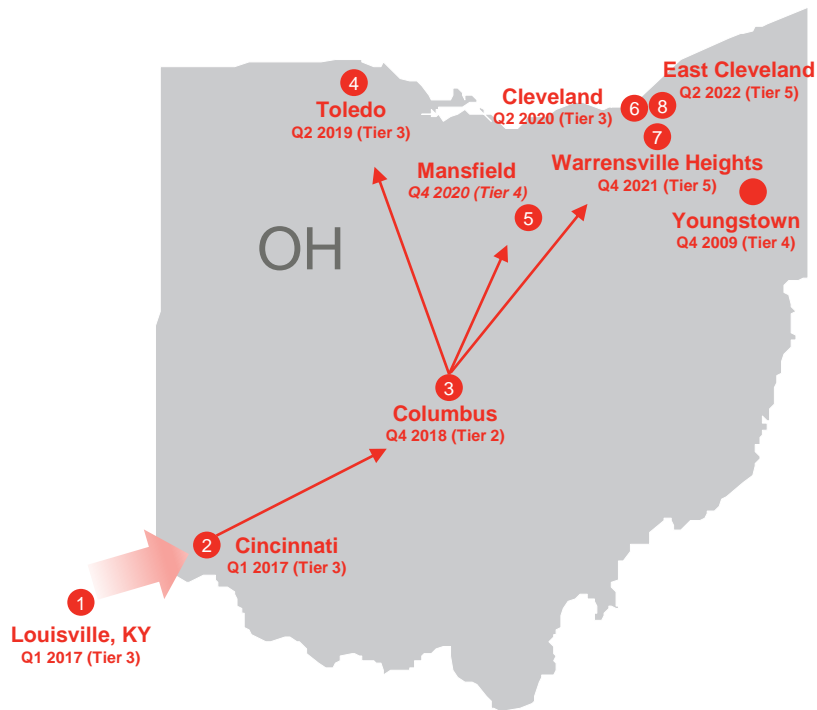 4
Toledo
Q2 2019 (Tier 3)
Cleveland
Q2 2020 (Tier 3)
6
8
East Cleveland
Q2 2022 (Tier 5)
7
Warrensville Heights
Q4 2021 (Tier 5)
Mansfield
Q4 2020 (Tier 4)
5
Youngstown
Q4 2009 (Tier 4)
OH
3
Columbus
Q4 2018 (Tier 2)
2
Cincinnati
Q1 2017 (Tier 3)
1
Louisville, KY
Q1 2017 (Tier 3)